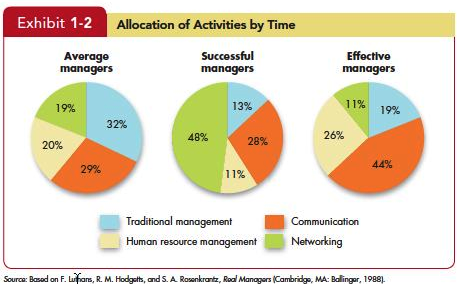 Exhibit 1-2
Allocation of Activities by Time
Average managers
Successful managers
Effective managers
19%
32%
20%
29%
13%
48%
28%
11%
11%
19%
26%
44%
Traditional management
Communication
Human resource management
Networking
Source: Based on F. Luthans, R. M. Hodgetts, and S. A. Rosenkrantz, Real Managers (Cambridge, MA: Ballinger, 1988).